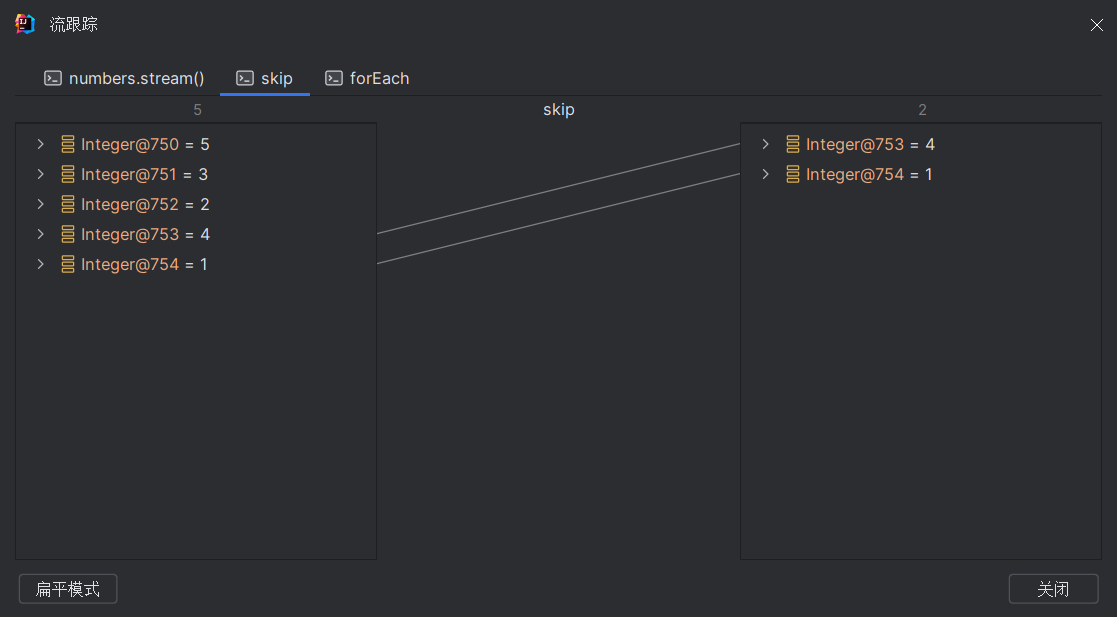 流跟踪
numbers.stream() skip forEach
5 skip 2
Integer@750 = 5
Integer@751 = 3
Integer@752 = 2
Integer@753 = 4
Integer@754 = 1
Integer@753 = 4
Integer@754 = 1
扁平模式 关闭